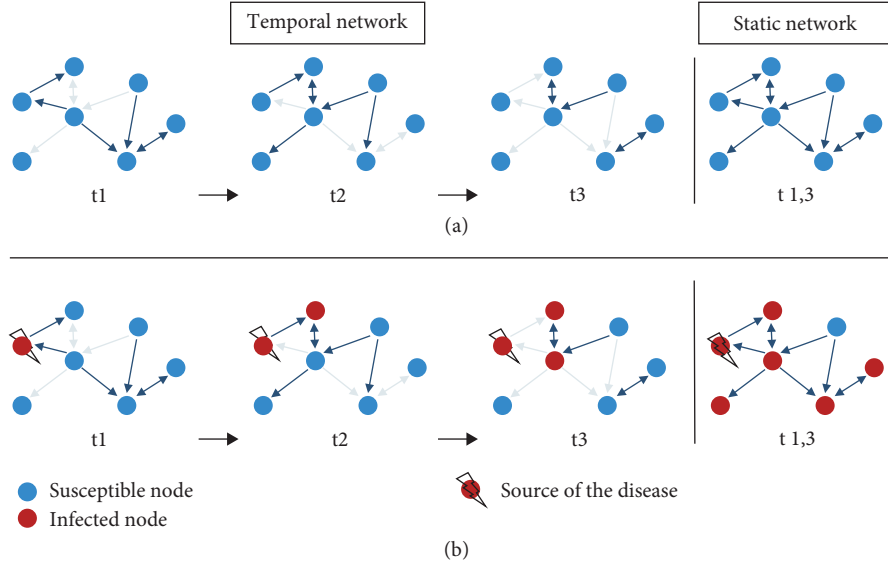 Temporal network
Static network
t1
t2
t3
t 1,3
(a)
t1
t2
t3
t 1,3
Susceptible node
Infected node
Source of the disease
(b)